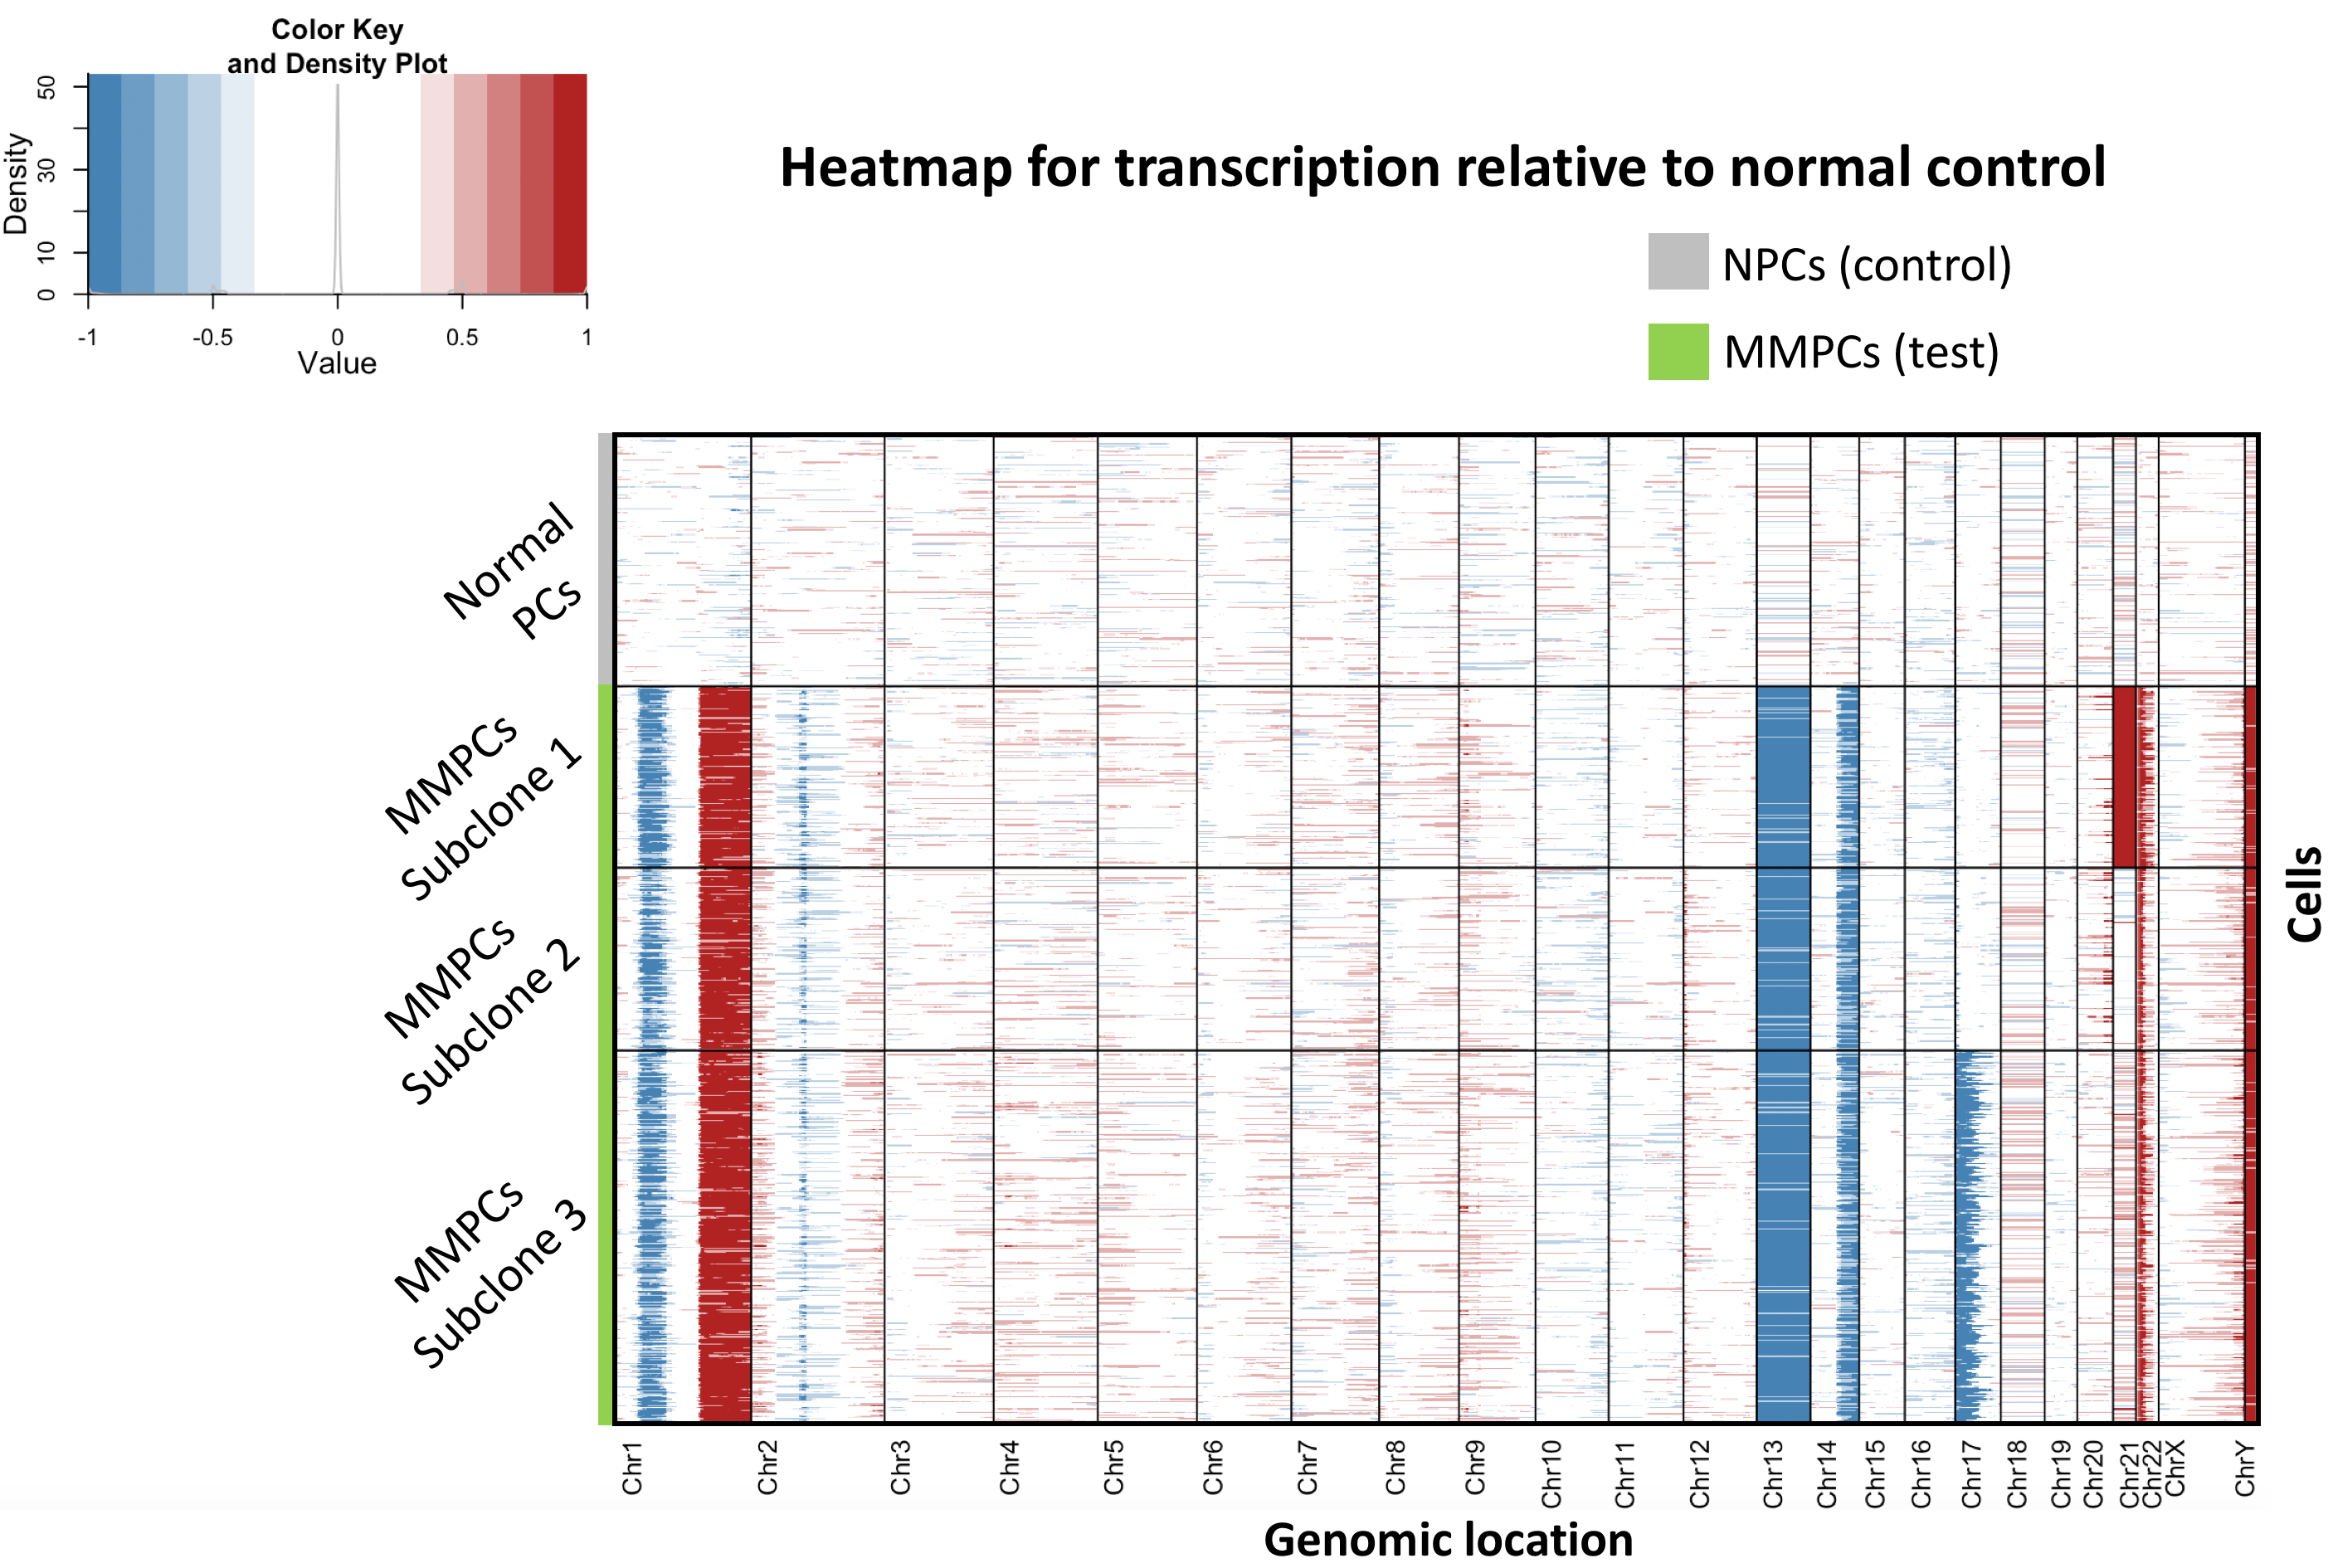 Color Key
and Density Plot
50
30
10
0
Density
-1
-0.5
0
0.5
1
Value
Heatmap for transcription relative to normal control
NPCs (control)
MMPCs (test)
Normal
PCs
MMPCs
Subclone 1
MMPCs
Subclone 2
MMPCs
Subclone 3
Cells
Chr1
Chr2
Chr3
Chr4
Chr5
Chr6
Chr7
Chr8
Chr9
Chr10
Chr11
Chr12
Chr13
Chr14
Chr15
Chr16
Chr17
Chr18
Chr19
Chr20
Chr21
Chr22
ChrX
ChrY
Genomic location